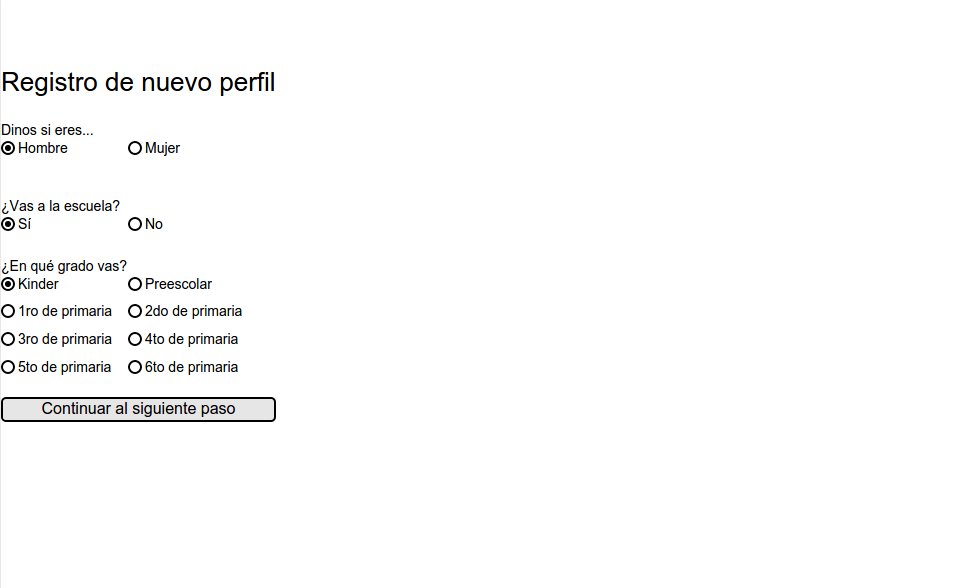 Registro de nuevo perfil
Dinos si eres...
Hombre Mujer
¿Vas a la escuela?
Sí No
¿En qué grado vas?
Kinder Preescolar
1ro de primaria 2do de primaria
3ro de primaria 4to de primaria
5to de primaria 6to de primaria
Continuar al siguiente paso